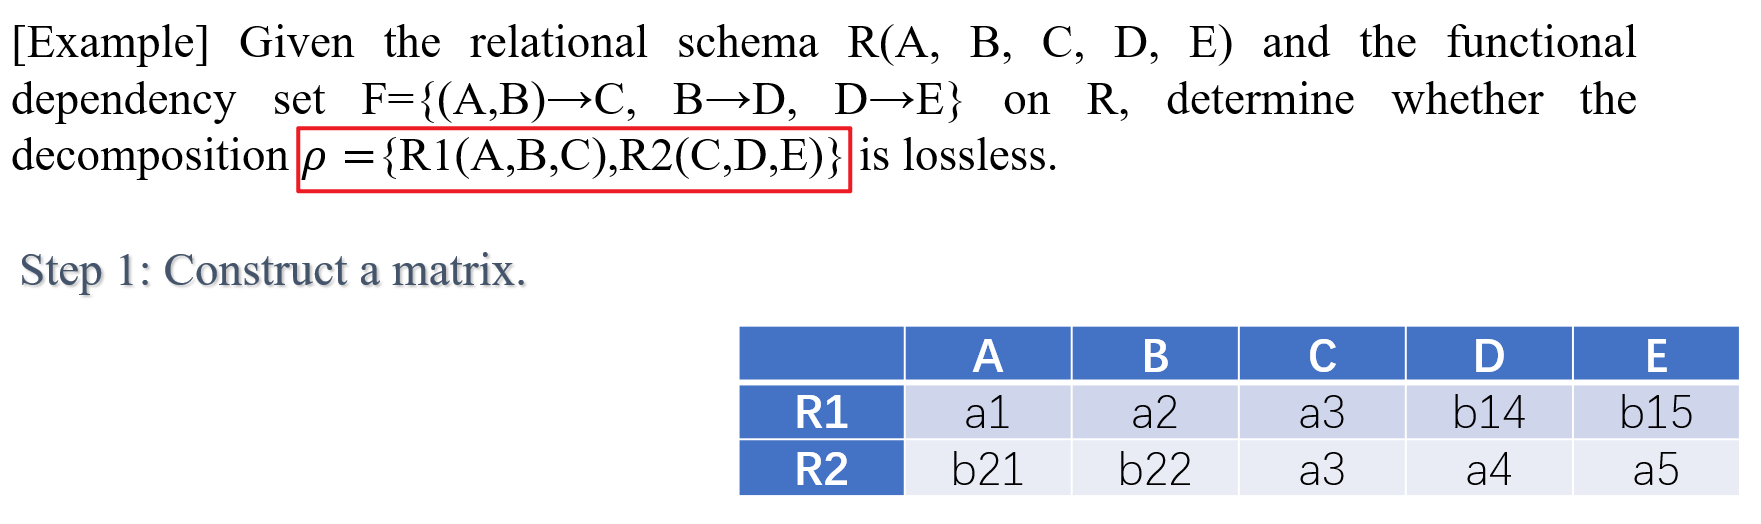 [Example] Given the relational schema R(A, B, C, D, E) and the functional
dependency set F={(A,B)→C, B→D, D→E} on R, determine whether the
decomposition ρ ={R1(A,B,C),R2(C,D,E)} is lossless.
Step 1: Construct a matrix.
A B C D E
R1 a1 a2 a3 b14 b15
R2 b21 b22 a3 a4 a5